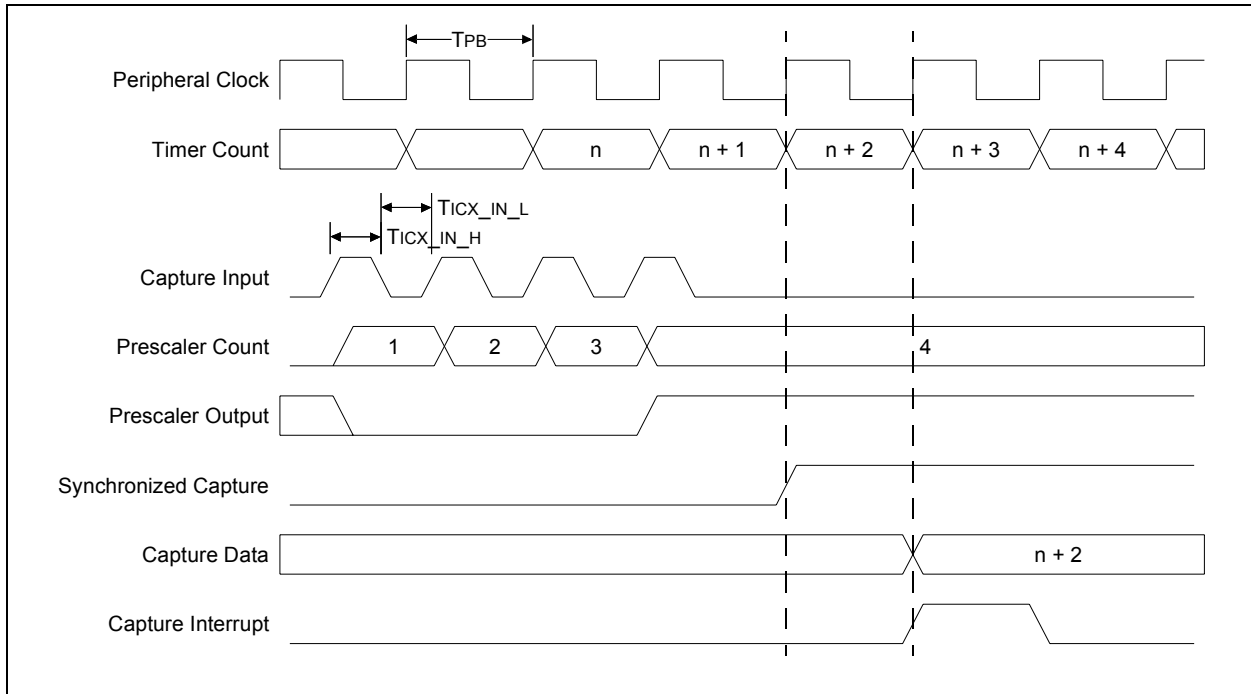 TPB
Peripheral Clock
Timer Count
n
n + 1
n + 2
n + 3
n + 4
TICX_IN_L
TICX_IN_H
Capture Input
Prescaler Count
1
2
3
4
Prescaler Output
Synchronized Capture
Capture Data
n + 2
Capture Interrupt